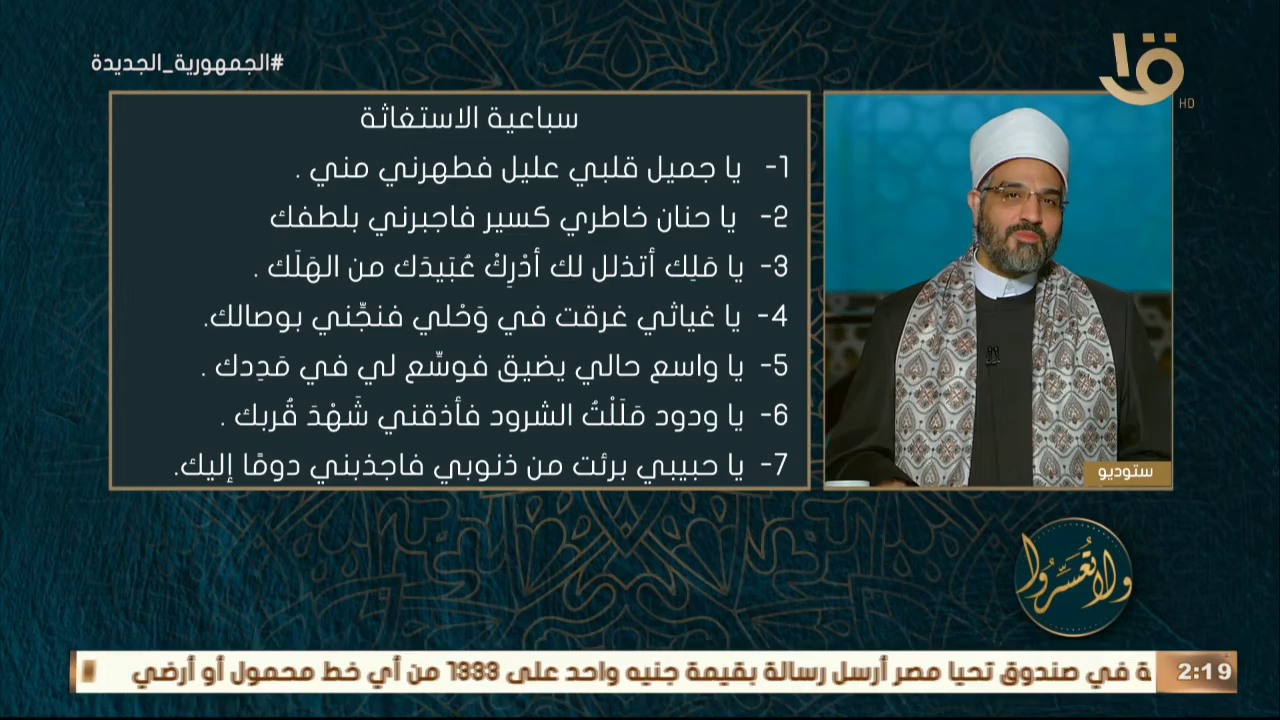 #الجمهورية_الجديدة
HD
سباعية الاستغاثة
1- يا جميل قلبي عليل فطهرني مني .
2- يا حنان خاطري كسير فاجبرني بلطفك
3- يا مَلِك أتذلل لك أدْرِكْ عُبَيدَك من الهَلَك .
4- يا غياثي غرقت في وَحْلي فنجِّني بوصالك.
5- يا واسع حالي يضيق فوسِّع لي في مَدِدك .
6- يا ودود مَلَلْتُ الشرود فأذقني شَهْدَ قُربك .
7- يا حبيبي برئت من ذنوبي فاجذبني دومًا إليك.
ستوديو
ولا تُعَسِّرُوا
2:19
ة في صندوق تحيا مصر أرسل رسالة بقيمة جنيه واحد على 1333 من أي خط محمول أو أرضي